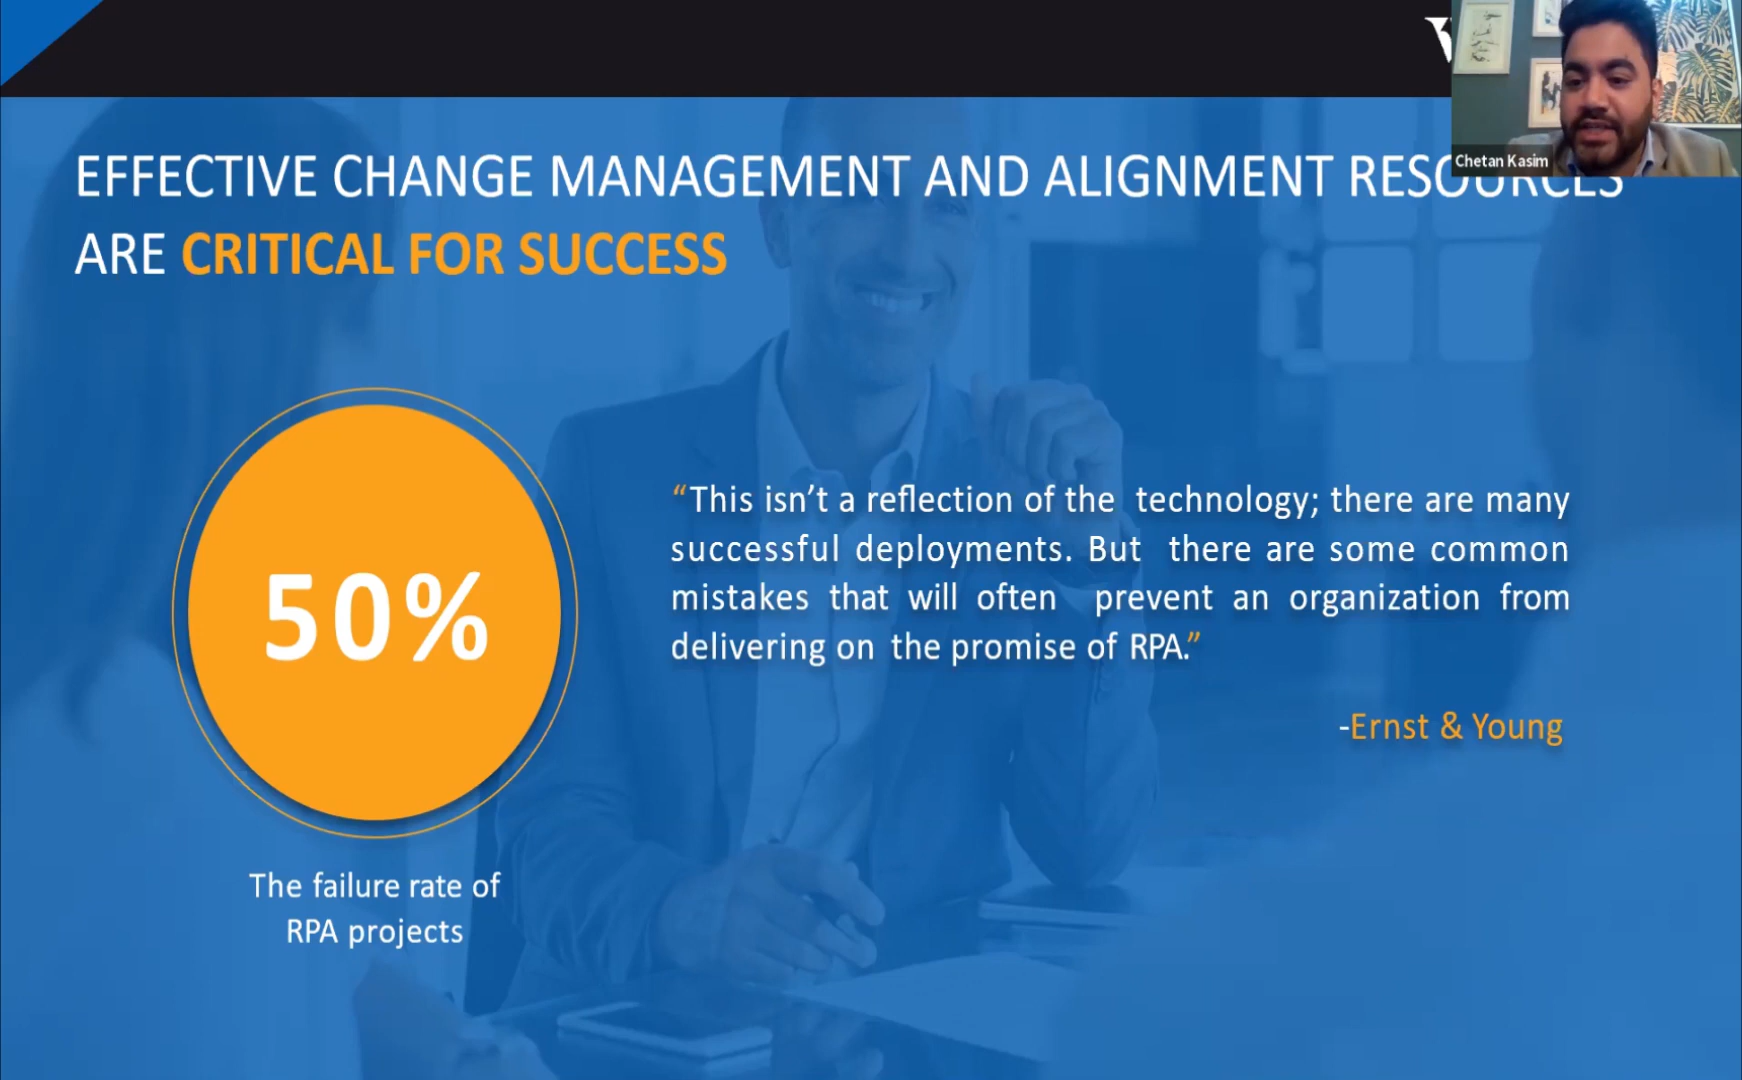 EFFECTIVE CHANGE MANAGEMENT AND ALIGNMENT RESOURCES
Chetan Kasim
ARE CRITICAL FOR SUCCESS
50%
The failure rate of
RPA projects
“This isn’t a reflection of the technology; there are many
successful deployments. But there are some common
mistakes that will often prevent an organization from
delivering on the promise of RPA.”
-Ernst & Young